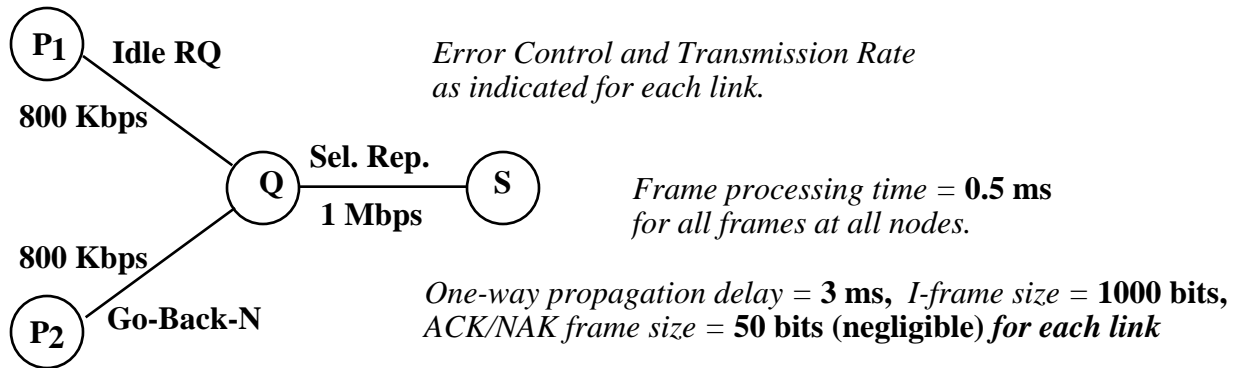 P1
Idle RQ
Error Control and Transmission Rate
as indicated for each link.
800 Kbps
Sel. Rep.
Q
S
1 Mbps
Frame processing time = 0.5 ms
for all frames at all nodes.
800 Kbps
One-way propagation delay = 3 ms, I-frame size = 1000 bits,
ACK/NAK frame size = 50 bits (negligible) for each link
Go-Back-N
P2